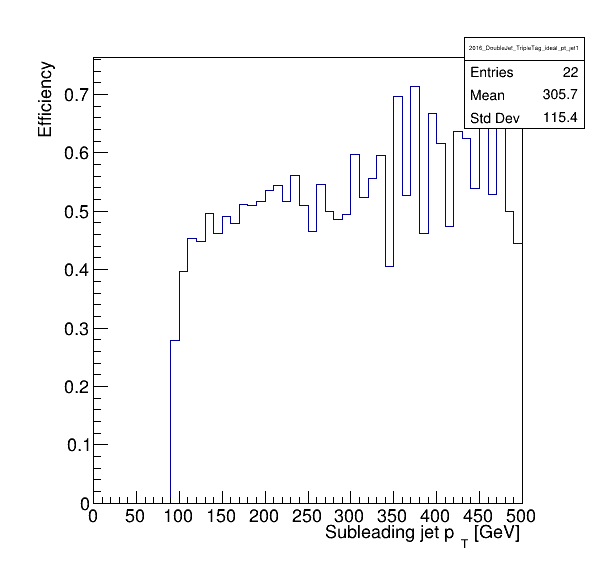 2016_DoubleJet_TripleTag_Ideal_pt_jet1
Entries 22
Mean 305.7
Std Dev 115.4
Efficiency
0.7
0.6
0.5
0.4
0.3
0.2
0.1
0
0 50 100 150 200 250 300 350 400 450 500
Subleading jet p T [GeV]